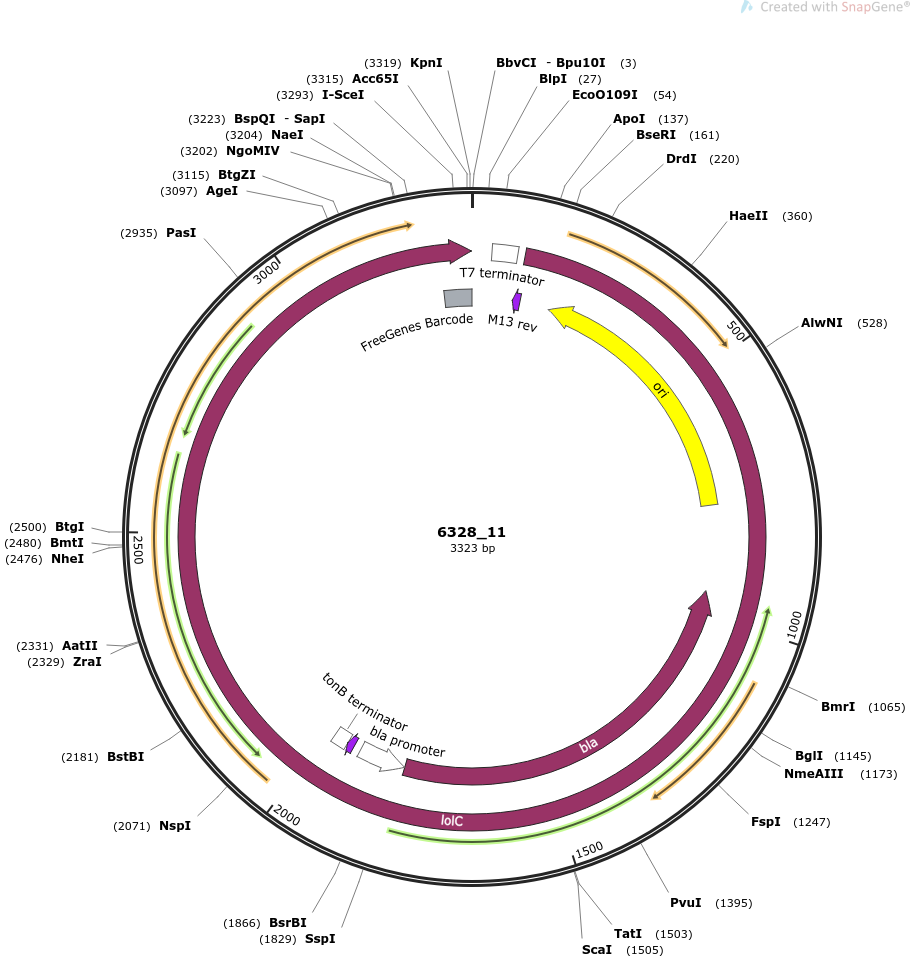 Created with SnapGene®
(3319) KpnI
(3315) Acc65I
(3293) I-SceI
(3223) BspQI - SapI
(3204) NaeI
(3202) NgoMIV
(3115) BtgZI
(3097) AgeI
(2935) PasI
(2500) BtgI
(2480) BmtI
(2476) NheI
(2331) AatII
(2329) ZraI
(2181) BstBI
(2071) NspI
(1866) BsrBI
(1829) SspI
BbvCI - Bpu10I (3)
BlpI (27)
EcoO109I (54)
ApoI (137)
BseRI (161)
DrdI (220)
HaeII (360)
AlwNI (528)
BmrI (1065)
BglI (1145)
NmeAIII (1173)
FspI (1247)
PvuI (1395)
TatI (1503)
ScaI (1505)
500
1000
1500
2000
2500
3000
T7 terminator
M13 rev
FreeGenes Barcode
ori
6328_11
3323 bp
tonB terminator
bla promoter
bla
lolC